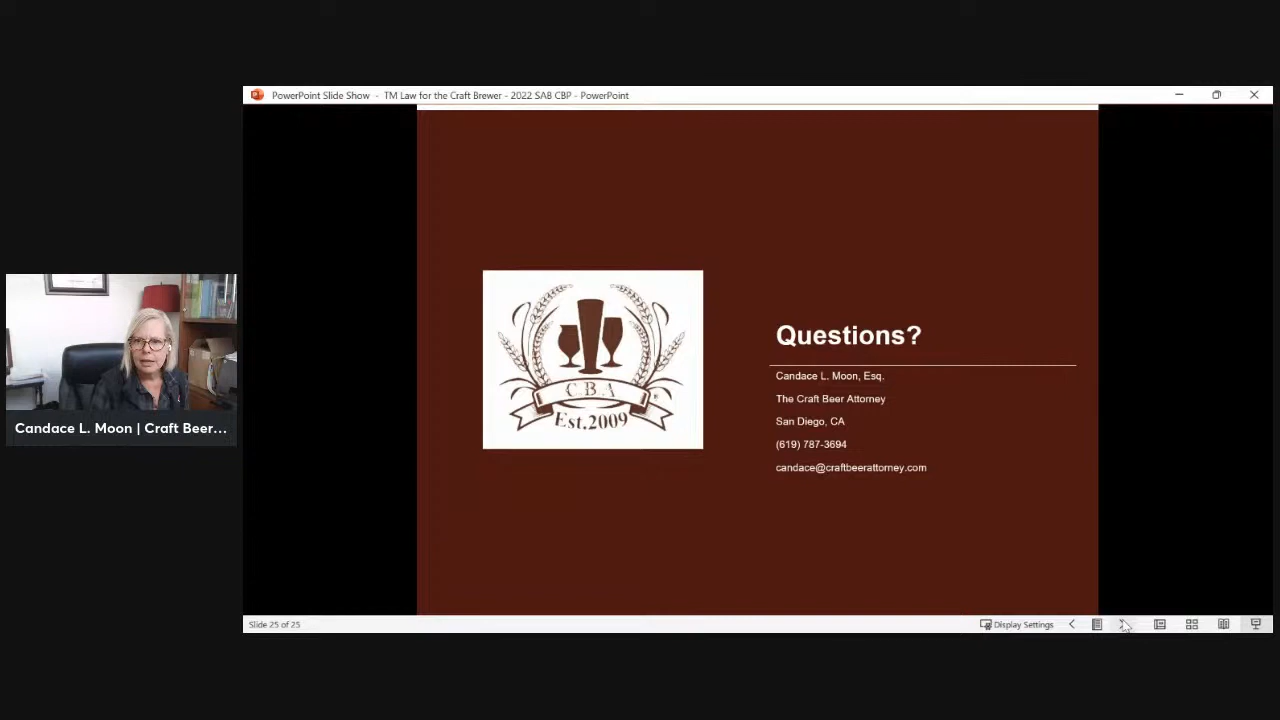 PowerPoint Slide Show - TM Law for the Craft Brewer - 2022 SAB CBP - PowerPoint
Candace L. Moon | Craft Beer...
C.B.A
Est.2009
Questions?
Candace L. Moon, Esq.
The Craft Beer Attorney
San Diego, CA
(619) 787-3694
candace@craftbeerattorney.com
Slide 25 of 25
Display Settings